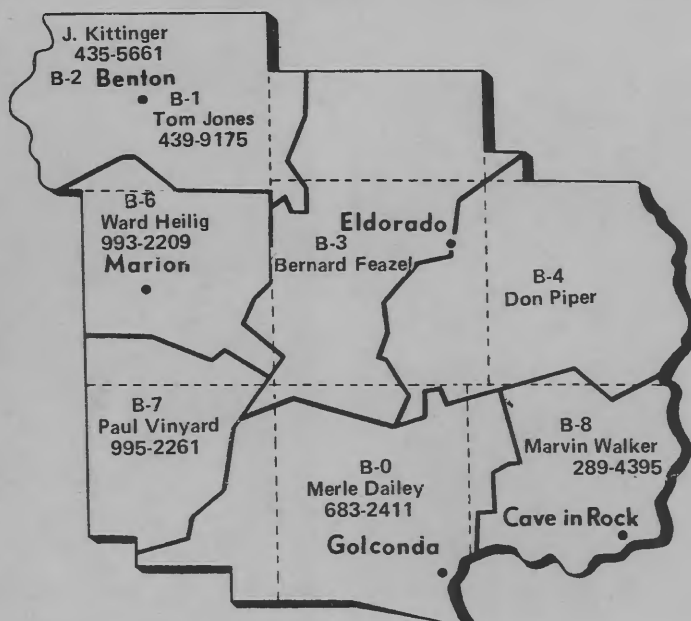 J. Kittinger
435-5661
B-2 Benton
B-1
Tom Jones
439-9175
B-6
Ward Heilig
993-2209
Marion
Eldorado
B-3
Bernard Feazel
B-4
Don Piper
B-7
Paul Vinyard
995-2261
B-8
Marvin Walker
289-4395
B-0
Merle Dailey
683-2411
Cave in Rock
Golconda